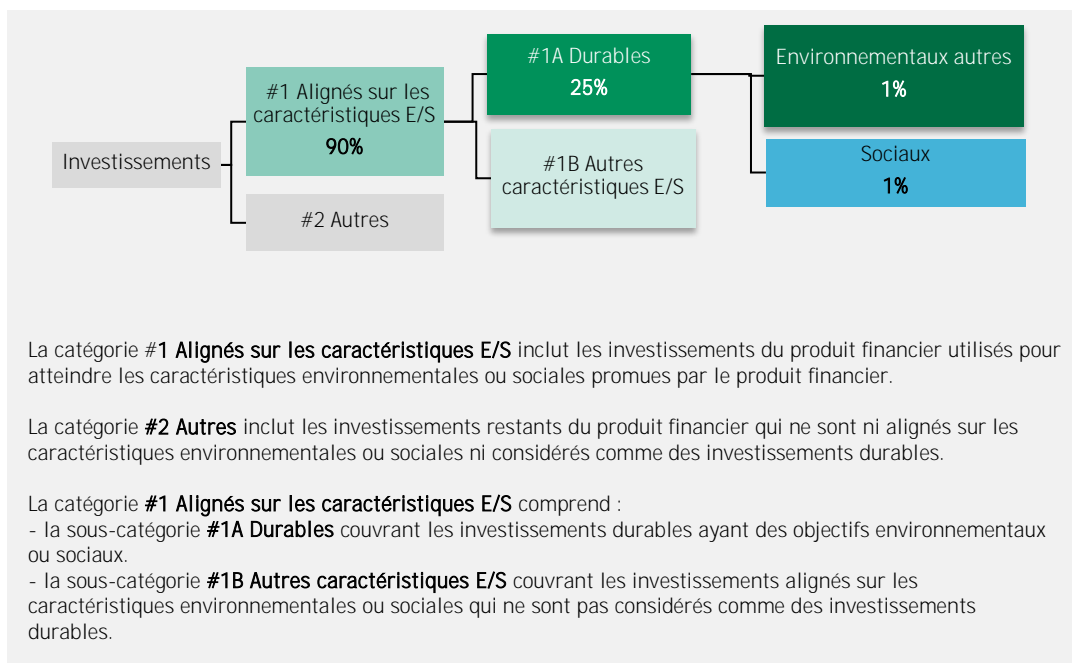 #1A Durables
25%
Environnementaux autres
1%
#1 Alignés sur les
caractéristiques E/S
90%
Investissements
#1B Autres
caractéristiques E/S
Sociaux
1%
#2 Autres
La catégorie #1 Alignés sur les caractéristiques E/S inclut les investissements du produit financier utilisés pour
atteindre les caractéristiques environnementales ou sociales promues par le produit financier.
La catégorie #2 Autres inclut les investissements restants du produit financier qui ne sont ni alignés sur les
caractéristiques environnementales ou sociales ni considérés comme des investissements durables.
La catégorie #1 Alignés sur les caractéristiques E/S comprend :
- la sous-catégorie #1A Durables couvrant les investissements durables ayant des objectifs environnementaux
ou sociaux.
- la sous-catégorie #1B Autres caractéristiques E/S couvrant les investissements alignés sur les
caractéristiques environnementales ou sociales qui ne sont pas considérés comme des investissements
durables.